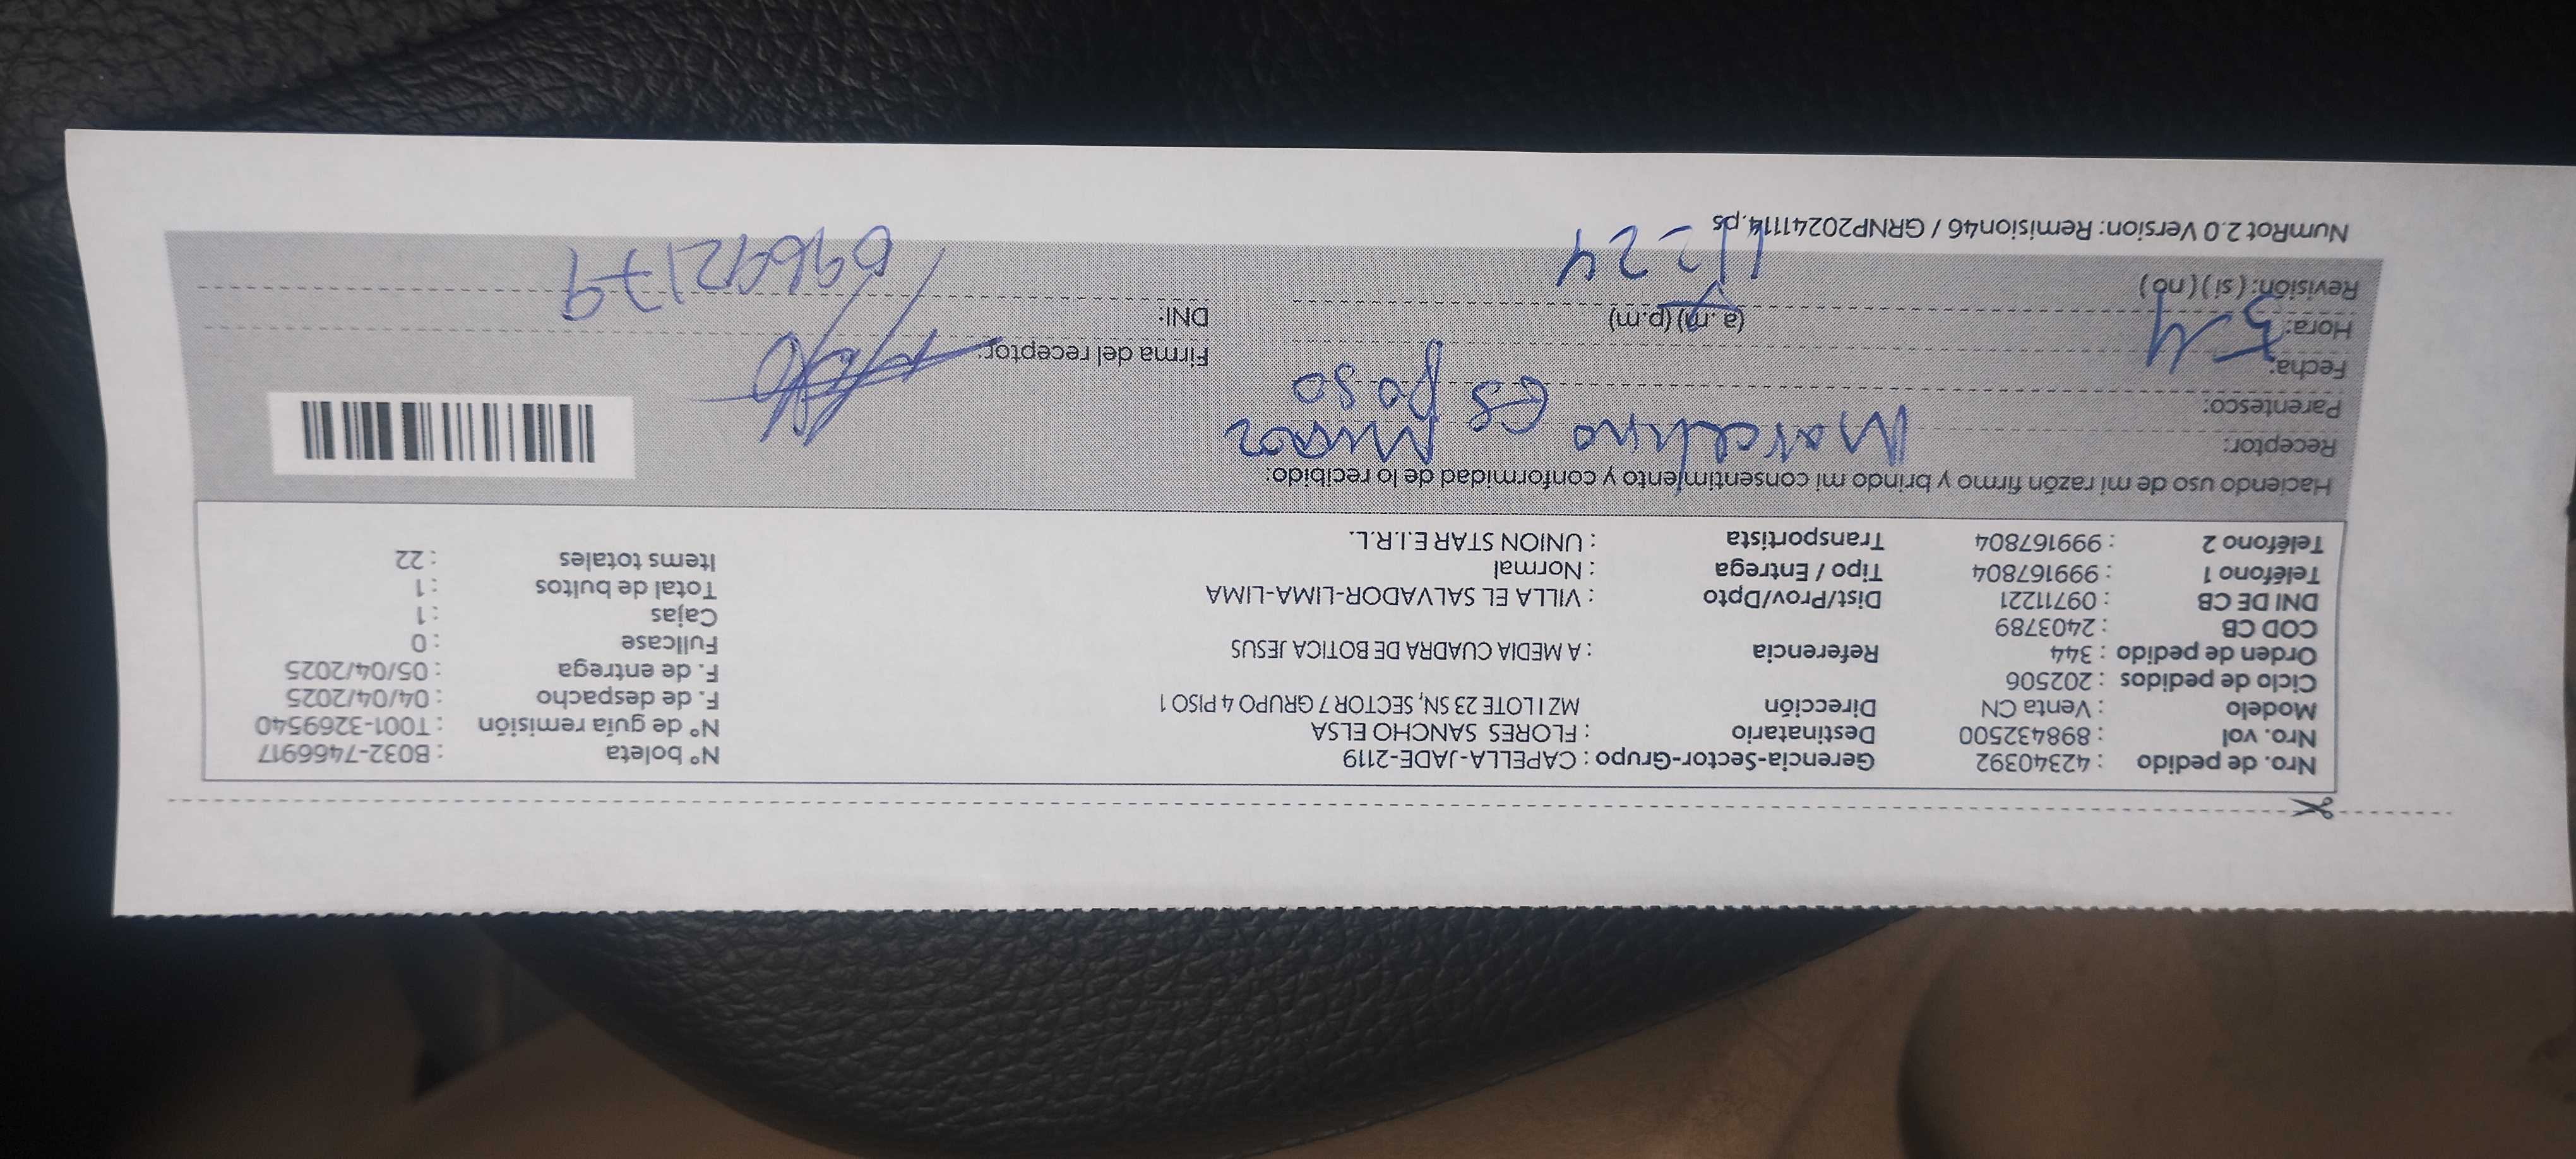 Nro. de pedido : 42340392 Gerencia-Sector-Grupo : CAPELLA-JADE-2119 N° boleta : B032-7466917
Nro. vol : 898432500 Destinatario : FLORES SANCHO ELSA N° de guía remisión : T001-3269540
Modelo : Venta CN Dirección MZ I LOTE 23 SN, SECTOR 7 GRUPO 4 PISO 1 F. de despacho : 04/04/2025
Ciclo de pedidos : 202506 F. de entrega : 05/04/2025
Orden de pedido : 344 Referencia : A MEDIA CUADRA DE BOTICA JESUS Fullcase : 0
COD CB : 2403789 Cajas : 1
DNI DE CB : 09711221 Dist/Prov/Dpto : VILLA EL SALVADOR-LIMA-LIMA Total de bultos : 1
Teléfono 1 : 999167804 Tipo / Entrega : Normal Items totales : 22
Teléfono 2 : 999167804 Transportista : UNION STAR E.I.R.L.
Haciendo uso de mi razón firmo y brindo mi consentimiento y conformidad de lo recibido:
Receptor: Marcelino Muñoz
Parentesco: Esposo
Fecha: 5-4 Firma del receptor:
Hora: (a.m) (p.m) DNI:
Revisión: (si) (no)
NumRot 2.0 Version: Remision46 / GRNP20241114.ps